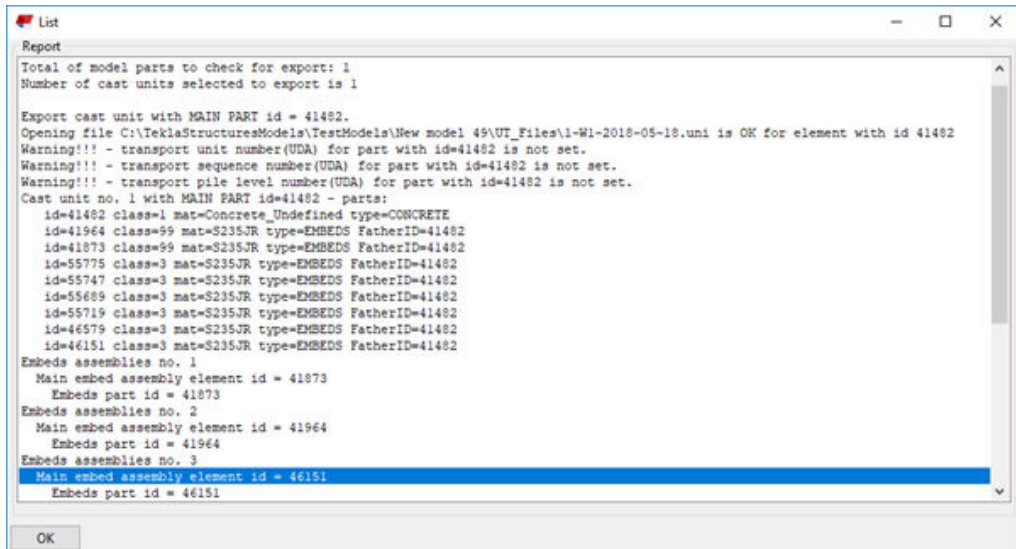 List
Report
Total of model parts to check for export: 1
Number of cast units selected to export is 1
Export cast unit with MAIN PART id = 41482.
Opening file C:\TeklaStructuresModels\TestModels\New model 49\UT_Files\1-W1-2018-05-18.uni is OK for element with id 41482
Warning!!! - transport unit number(UDA) for part with id=41482 is not set.
Warning!!! - transport sequence number(UDA) for part with id=41482 is not set.
Warning!!! - transport pile level number(UDA) for part with id=41482 is not set.
Cast unit no. 1 with MAIN PART id=41482 - parts:
id=41482 class=1 mat=Concrete_Undefined type=CONCRETE
id=41964 class=99 mat=S235JR type=EMBEDS FatherID=41482
id=41873 class=99 mat=S235JR type=EMBEDS FatherID=41482
id=55775 class=3 mat=S235JR type=EMBEDS FatherID=41482
id=55747 class=3 mat=S235JR type=EMBEDS FatherID=41482
id=55689 class=3 mat=S235JR type=EMBEDS FatherID=41482
id=55719 class=3 mat=S235JR type=EMBEDS FatherID=41482
id=46579 class=3 mat=S235JR type=EMBEDS FatherID=41482
id=46151 class=3 mat=S235JR type=EMBEDS FatherID=41482
Embeds assemblies no. 1
Main embed assembly element id = 41873
Embeds part id = 41873
Embeds assemblies no. 2
Main embed assembly element id = 41964
Embeds part id = 41964
Embeds assemblies no. 3
Main embed assembly element id = 46151
Embeds part id = 46151
OK